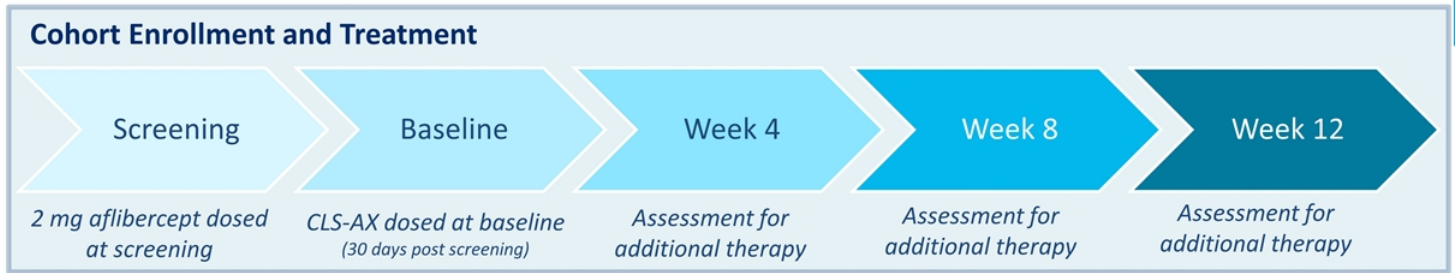 Cohort Enrollment and Treatment
Screening
Baseline
Week 4
Week 8
Week 12
2 mg aflibercept dosed
at screening
CLS-AX dosed at baseline
(30 days post screening)
Assessment for
additional therapy
Assessment for
additional therapy
Assessment for
additional therapy